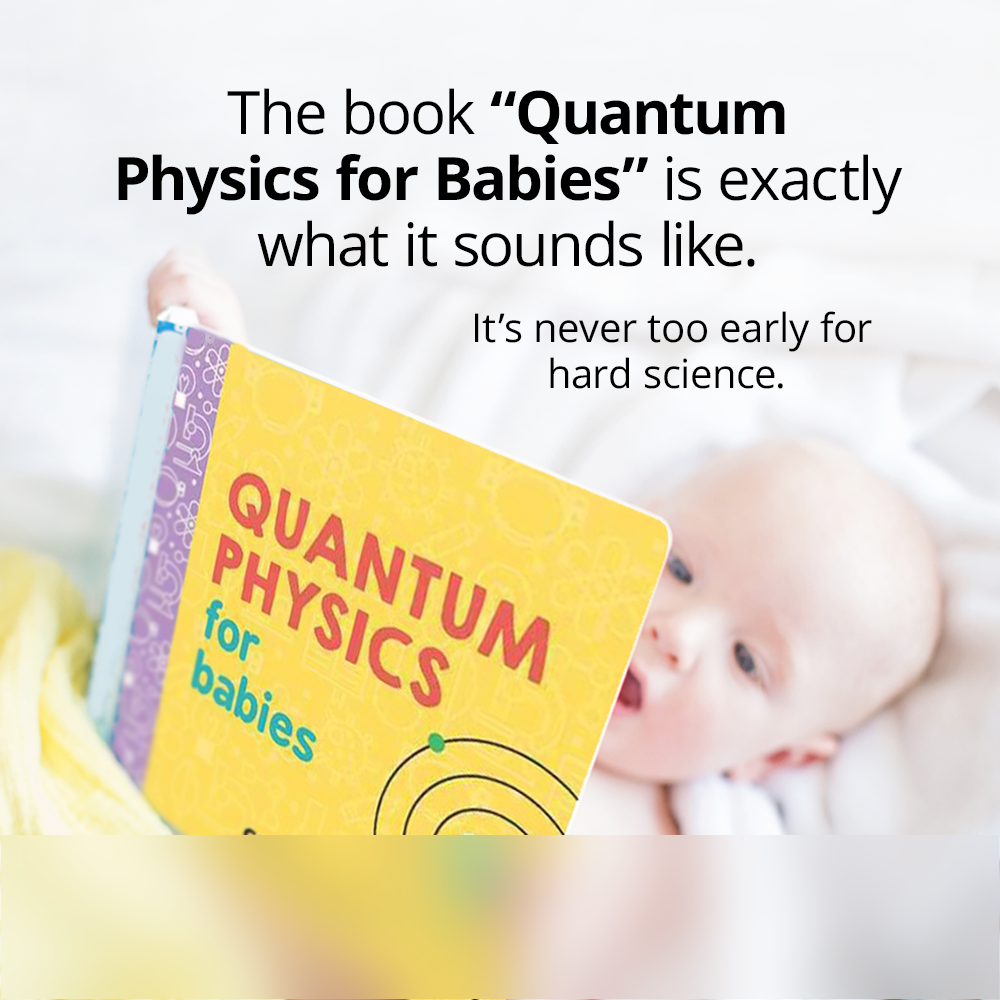 The book “Quantum
Physics for Babies” is exactly
what it sounds like.
It’s never too early for
hard science.
QUANTUM
PHYSICS
for
babies